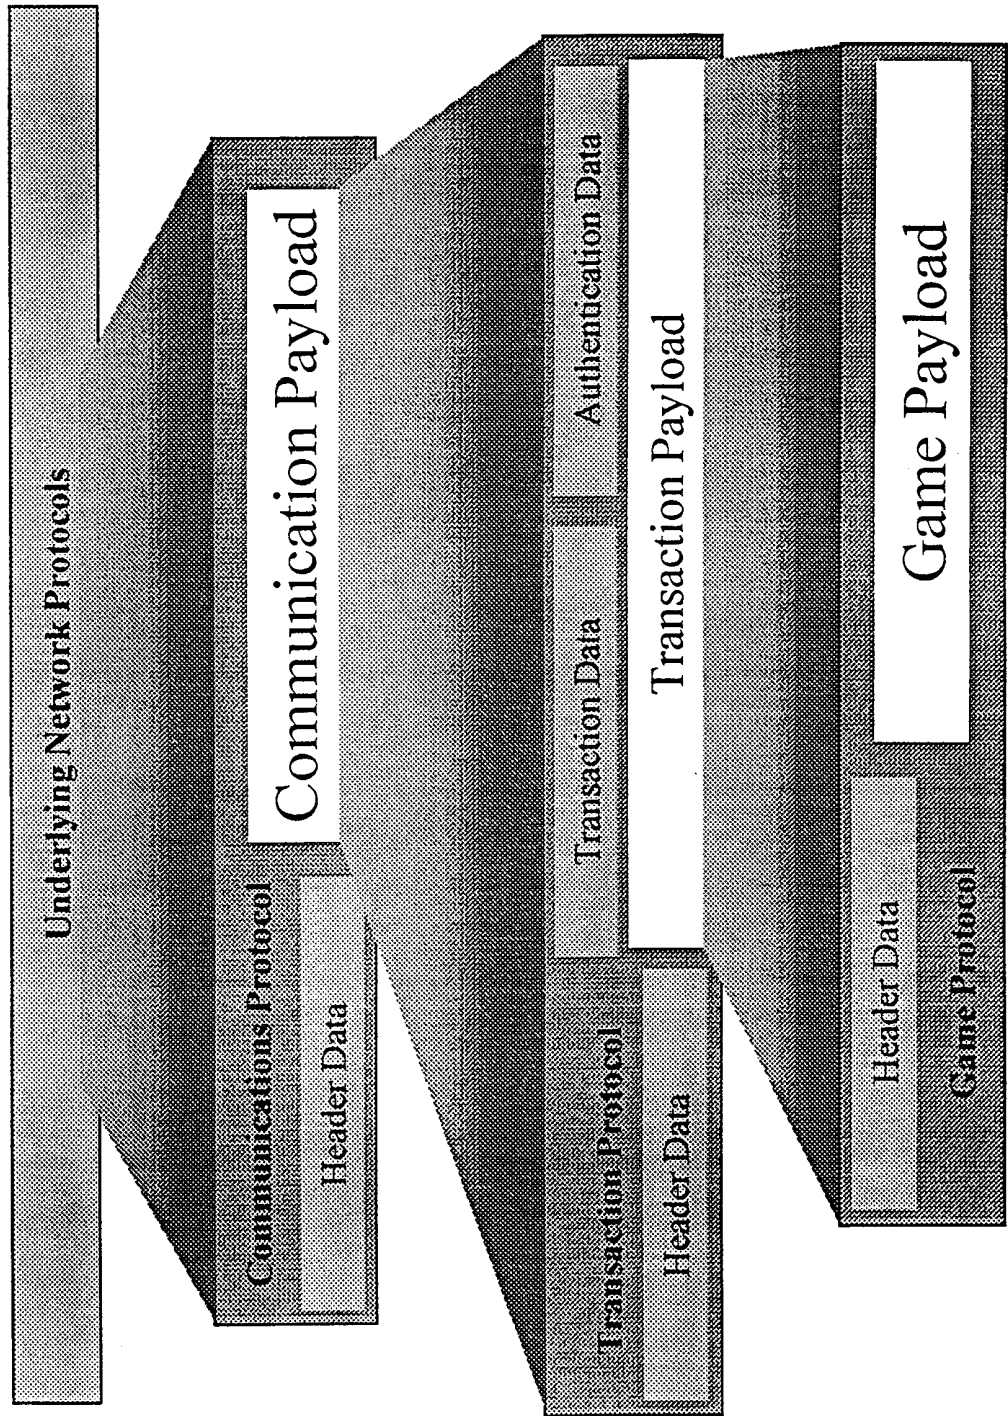 Underlying Network Protocols
Communications Protocol
Header Data
Communication Payload
Transaction Protocol
Header Data
Transaction Data
Authentication Data
Transaction Payload
Header Data
Game Protocol
Game Payload